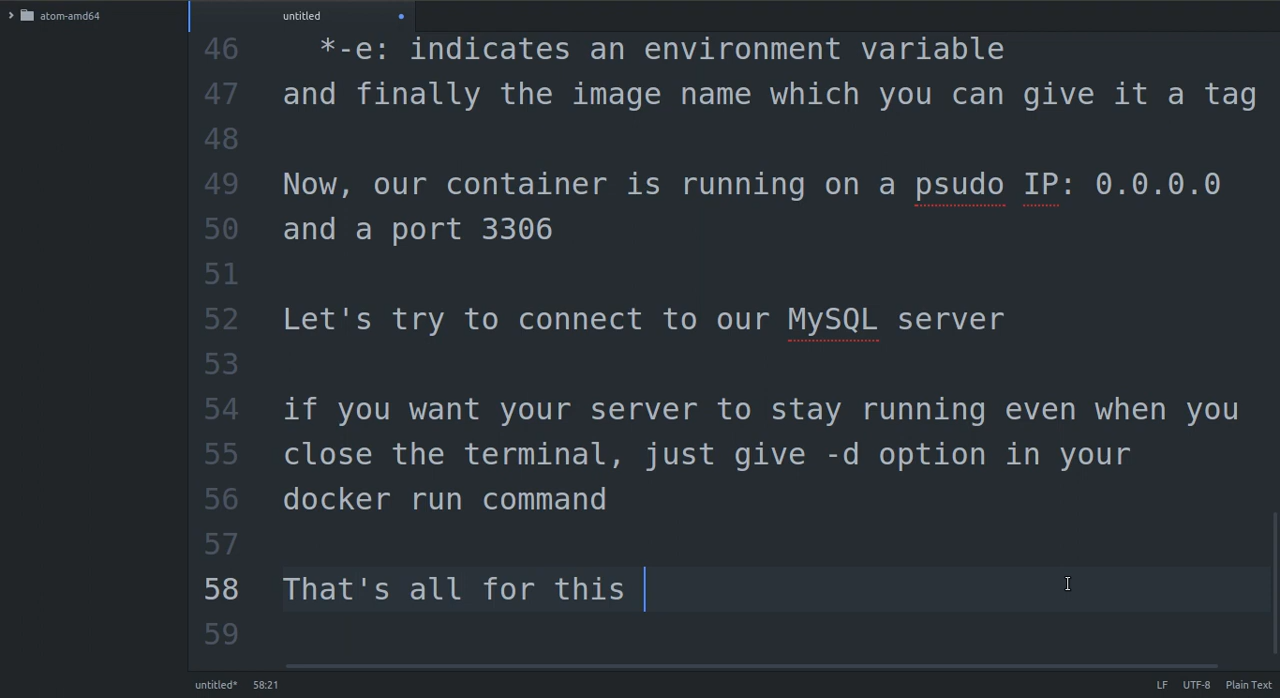 atom-amd64
untitled
46 *-e: indicates an environment variable
47 and finally the image name which you can give it a tag
48
49 Now, our container is running on a psudo IP: 0.0.0.0
50 and a port 3306
51
52 Let's try to connect to our MySQL server
53
54 if you want your server to stay running even when you
55 close the terminal, just give -d option in your
56 docker run command
57
58 That's all for this
59
untitled* 58:21 LF UTF-8 Plain Text